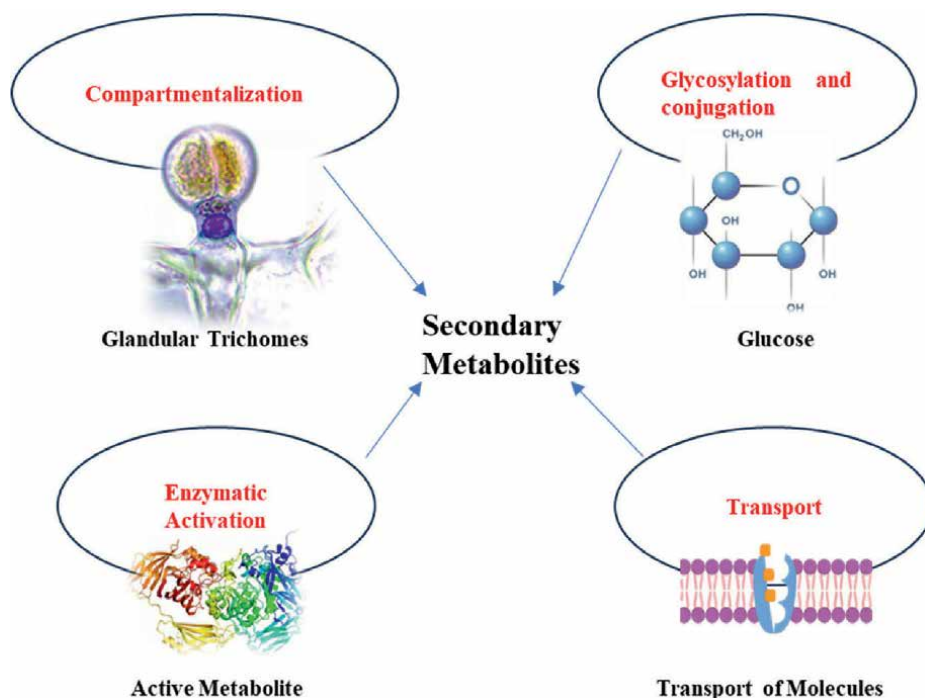 Compartmentalization
Glandular Trichomes
Glycosylation and
conjugation
CH₂OH
O
OH
OH
OH
OH
Glucose
Secondary
Metabolites
Enzymatic
Activation
Active Metabolite
Transport
Transport of Molecules